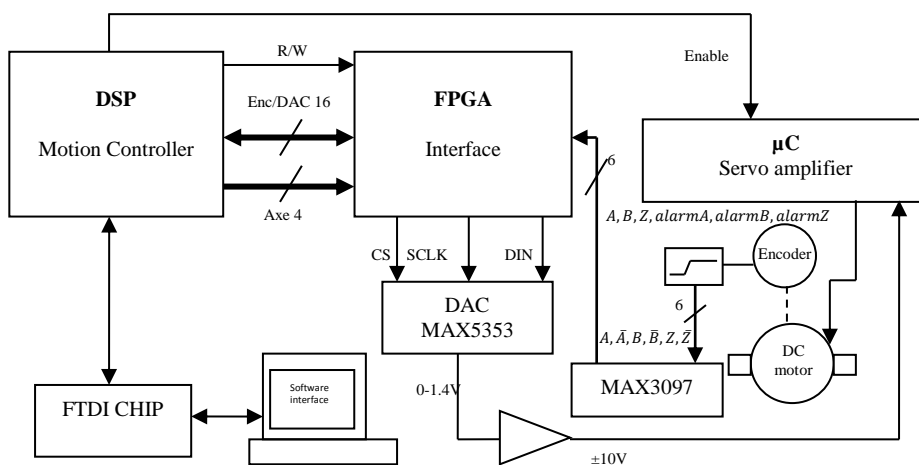 R/W
Enable
DSP
Motion Controller
Enc/DAC 16
Axe 4
FPGA
Interface
6
µC
Servo amplifier
A, B, Z, alarmA, alarmB, alarmZ
CS
SCLK
DIN
Encoder
DAC
MAX5353
6
A, Ā, B, B̄, Z, Z̄
DC
motor
MAX3097
0-1.4V
Software
interface
FTDI CHIP
±10V